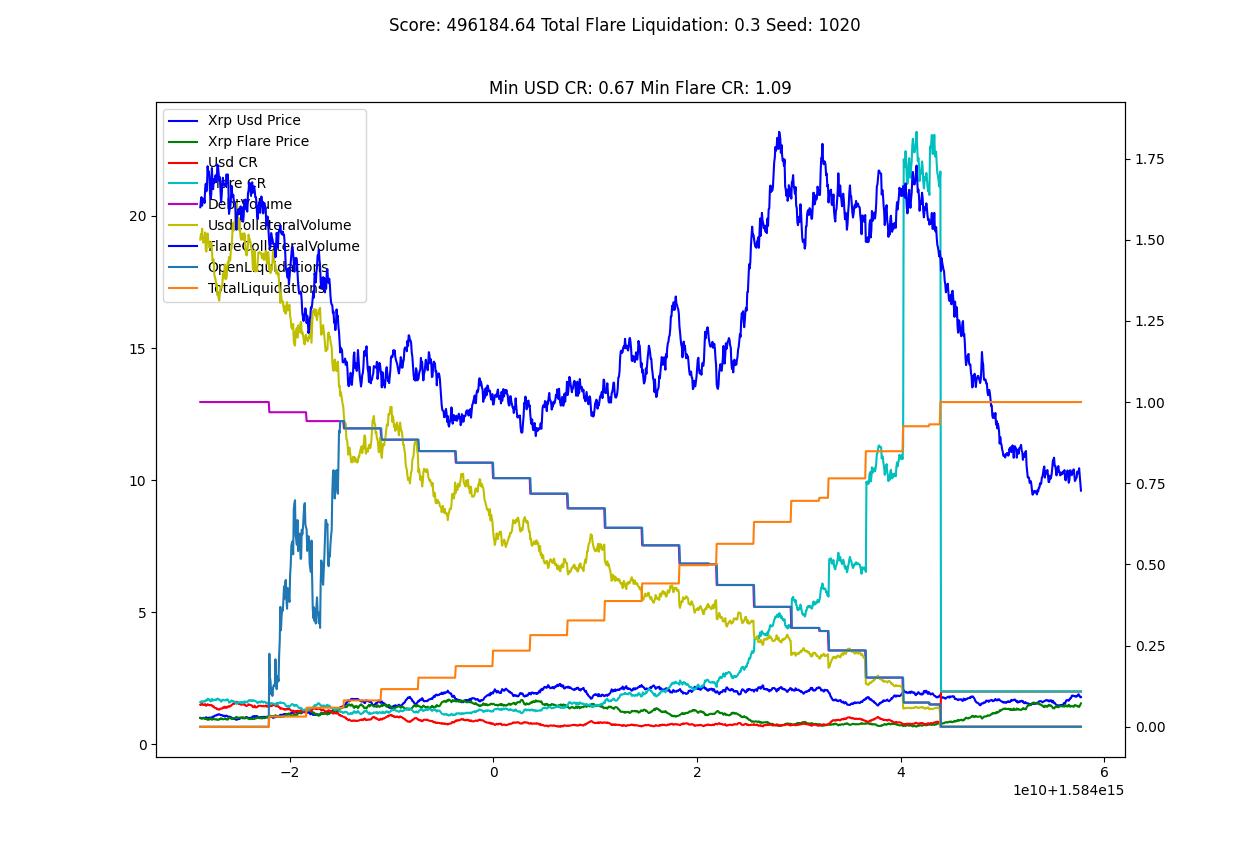 Score: 496184.64 Total Flare Liquidation: 0.3 Seed: 1020
Min USD CR: 0.67 Min Flare CR: 1.09
Xrp Usd Price
Xrp Flare Price
Usd CR
Flare CR
DebtVolume
UsdCollateralVolume
FlareCollateralVolume
OpenLiquidations
TotalLiquidations
20
15
10
5
0
1.75
1.50
1.25
1.00
0.75
0.50
0.25
0.00
−2 0 2 4 6
1e10+1.584e15